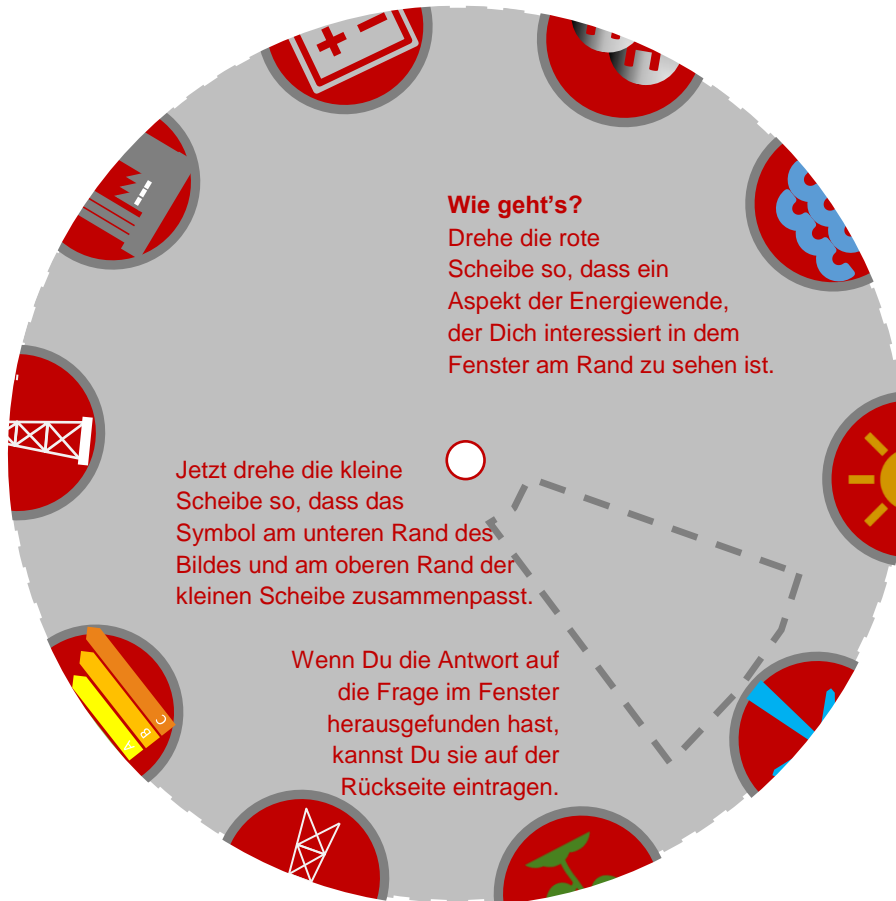 Wie geht's?
Drehe die rote
Scheibe so, dass ein
Aspekt der Energiewende,
der Dich interessiert in dem
Fenster am Rand zu sehen ist.
Jetzt drehe die kleine
Scheibe so, dass das
Symbol am unteren Rand des
Bildes und am oberen Rand der
kleinen Scheibe zusammenpasst.
Wenn Du die Antwort auf
die Frage im Fenster
herausgefunden hast,
kannst Du sie auf der
Rückseite eintragen.
A
B
C